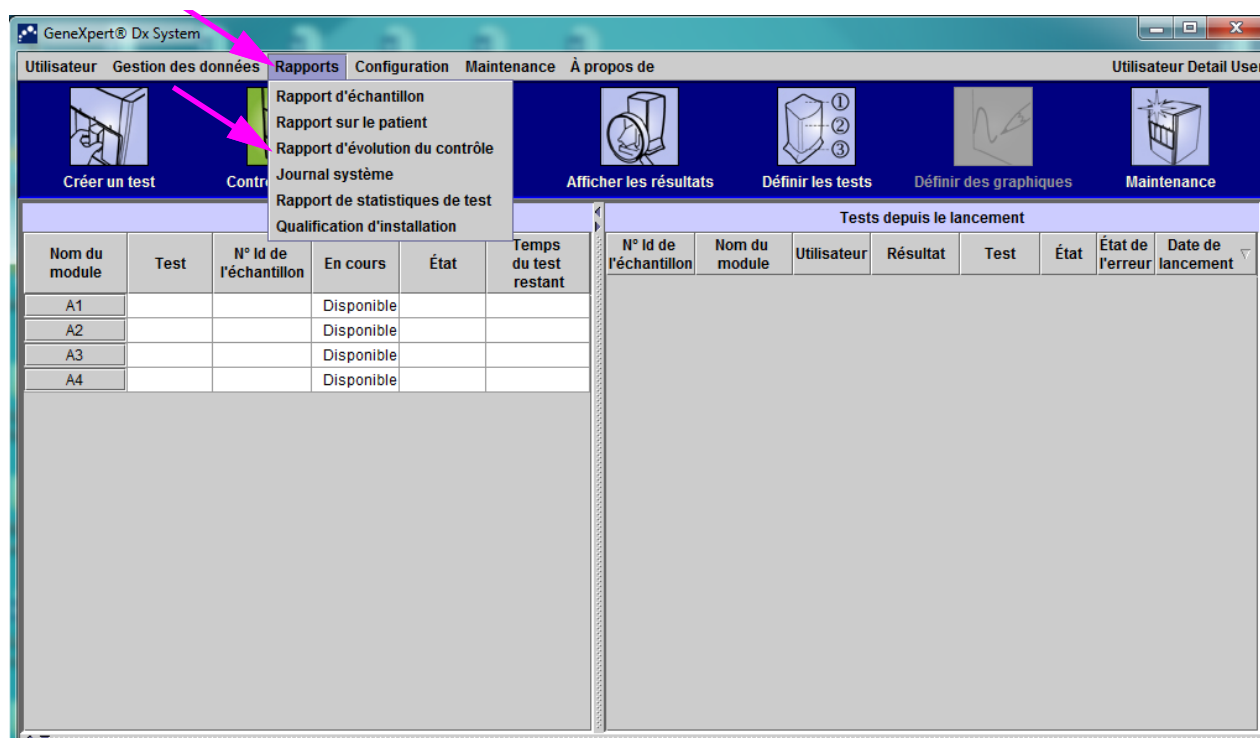 GeneXpert® Dx System
Utilisateur Gestion des données Rapports Configuration Maintenance À propos de Utilisateur Detail User
Rapport d'échantillon
Rapport sur le patient
Rapport d'évolution du contrôle
Journal système
Rapport de statistiques de test
Qualification d'installation
Créer un test Afficher les résultats Définir les tests Définir des graphiques Maintenance
1
2
3
Tests depuis le lancement
Nom du module Test N° Id de l'échantillon En cours État Temps du test restant
N° Id de l'échantillon Nom du module Utilisateur Résultat Test État État de l'erreur Date de lancement
A1 Disponible
A2 Disponible
A3 Disponible
A4 Disponible